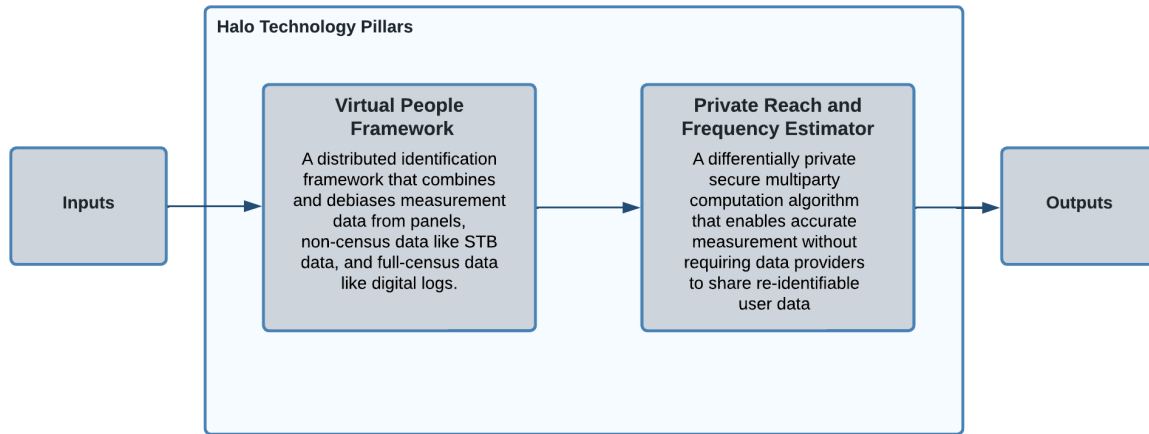 Halo Technology Pillars
Inputs
Virtual People
Framework
A distributed identification
framework that combines
and debiases measurement
data from panels,
non-census data like STB
data, and full-census data
like digital logs.
Private Reach and
Frequency Estimator
A differentially private
secure multiparty
computation algorithm
that enables accurate
measurement without
requiring data providers
to share re-identifiable
user data
Outputs